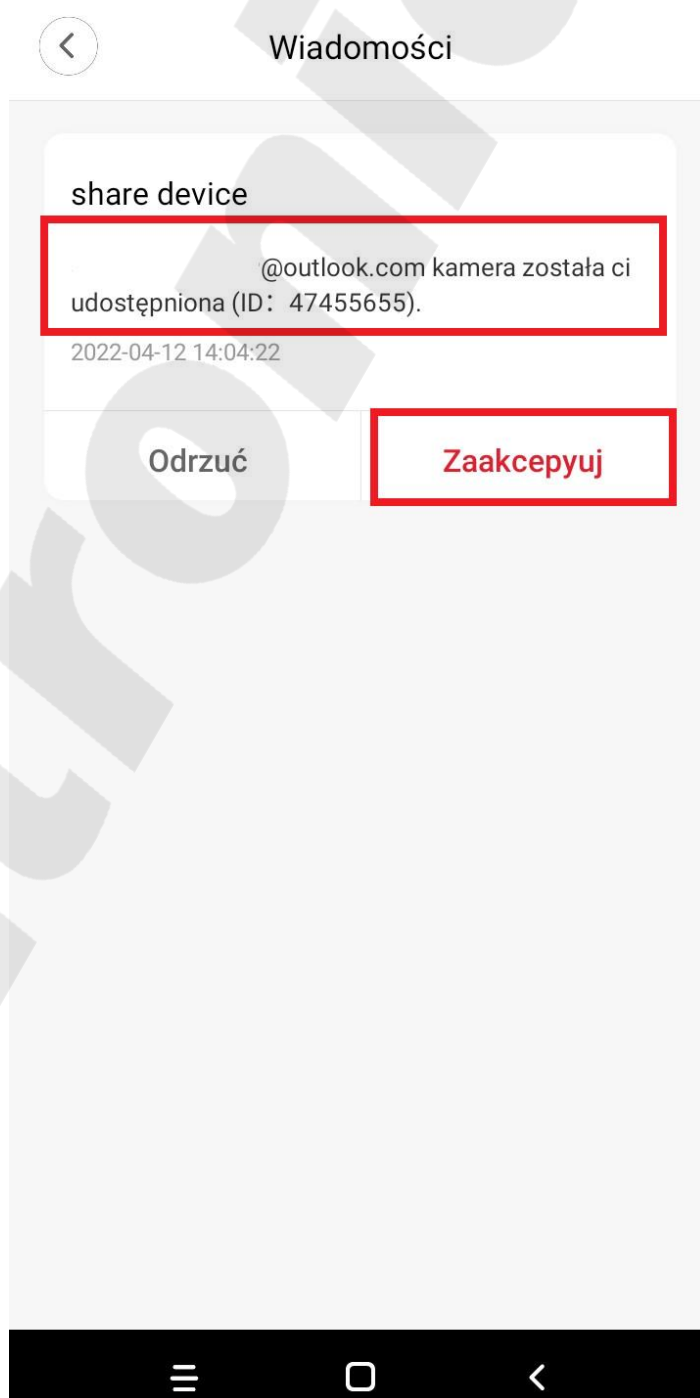 Wiadomości
share device
@outlook.com kamera została ci
udostępniona (ID: 47455655).
2022-04-12 14:04:22
Odrzuć
Zaakcepyuj